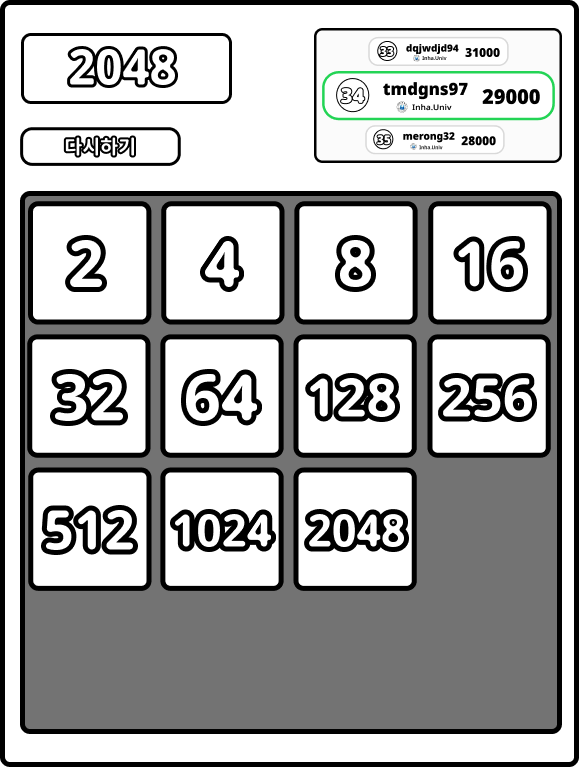 2048
다시하기
33 dqjwdjd94 31000
Inha.Univ
34 tmdgns97 29000
Inha.Univ
35 merong32 28000
Inha.Univ
2 4 8 16
32 64 128 256
512 1024 2048